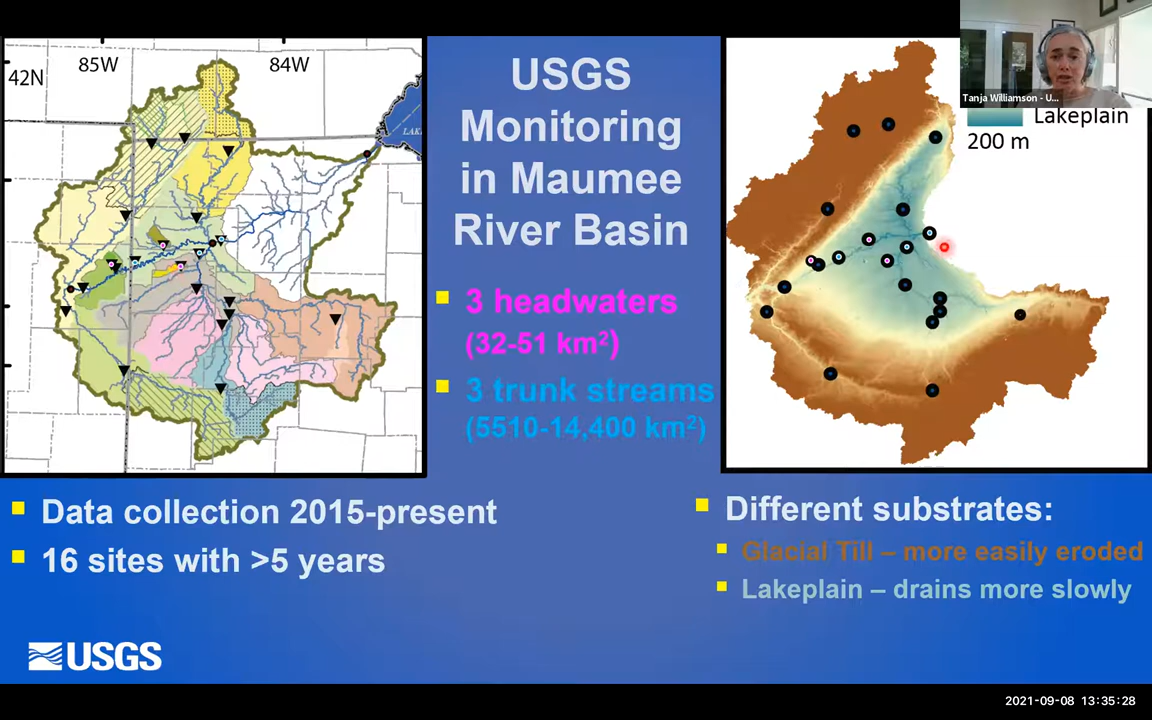 42N
85W
84W
LAKE
USGS
Monitoring
in Maumee
River Basin
3 headwaters
(32-51 km²)
3 trunk streams
(5510-14,400 km²)
Tanja Williamson - U...
Lakeplain
200 m
Data collection 2015-present
16 sites with >5 years
Different substrates:
Glacial Till – more easily eroded
Lakeplain – drains more slowly
USGS
2021-09-08 13:35:28